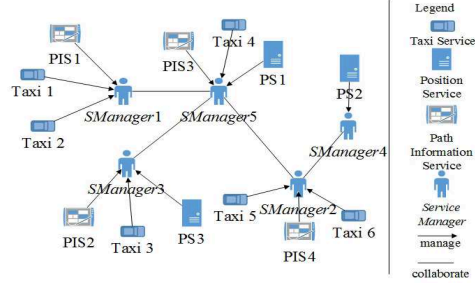 Legend
Taxi Service
Position
Service
Path
Information
Service
Service
Manager
manage
collaborate
PIS1
Taxi 1
Taxi 2
SManager1
PIS3
Taxi 4
PS1
SManager5
PS2
SManager4
SManager3
PIS2
Taxi 3
PS3
Taxi 5
SManager2
PIS4
Taxi 6